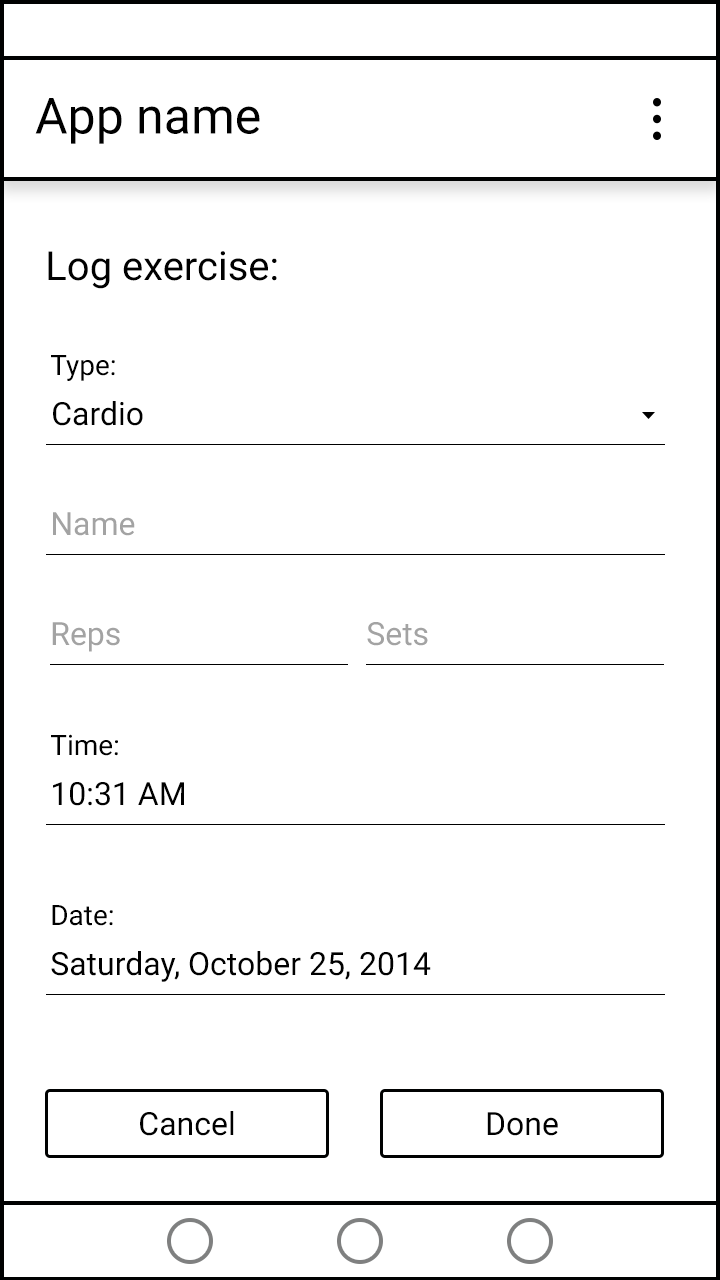 App name
Log exercise:
Type:
Cardio
Name
Reps Sets
Time:
10:31 AM
Date:
Saturday, October 25, 2014
Cancel Done